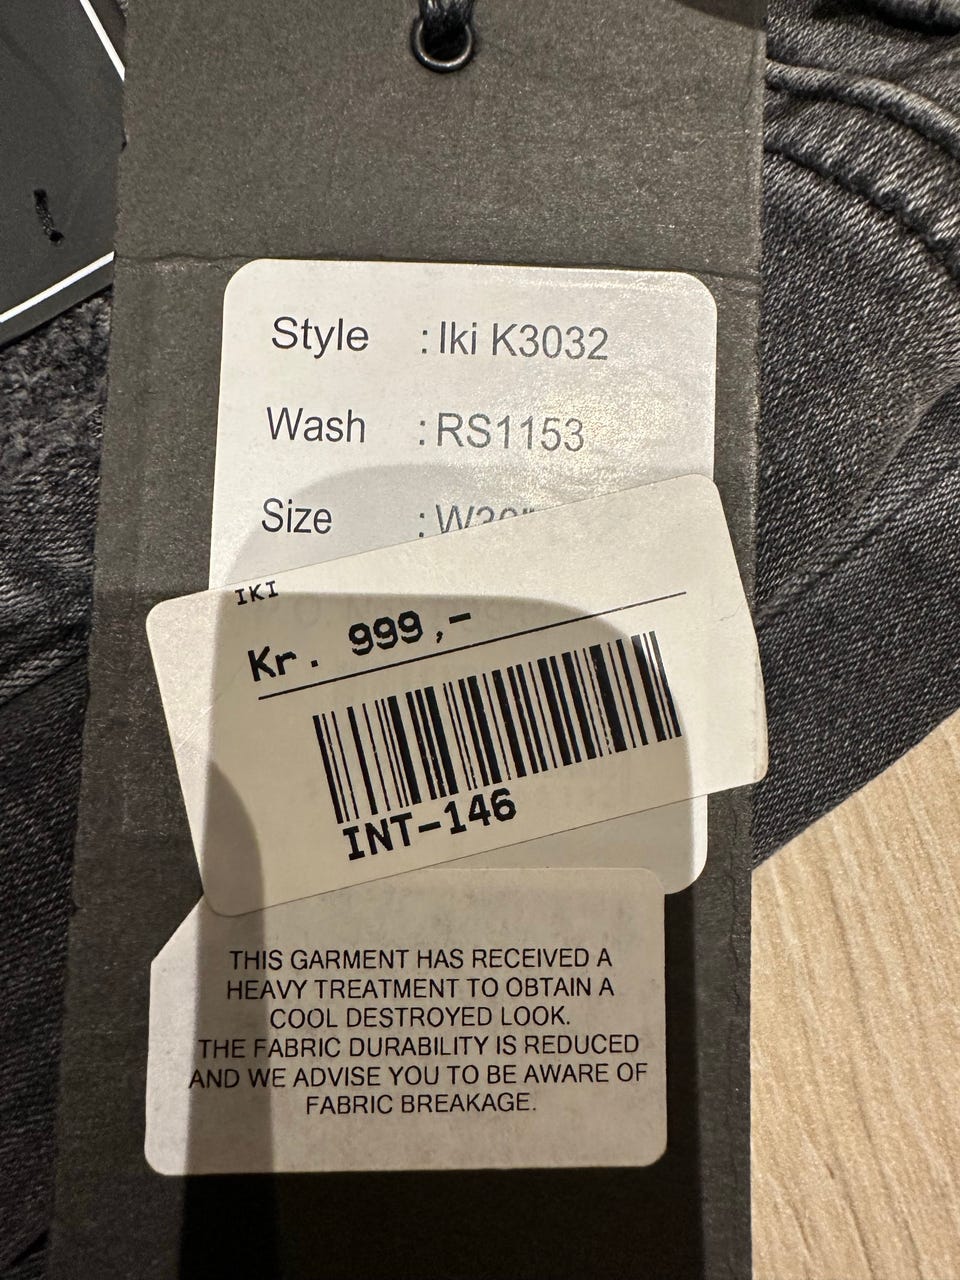 Style : Iki K3032
Wash : RS1153
Size :
IKI
Kr. 999,-
INT-146
THIS GARMENT HAS RECEIVED A
HEAVY TREATMENT TO OBTAIN A
COOL DESTROYED LOOK.
THE FABRIC DURABILITY IS REDUCED
AND WE ADVISE YOU TO BE AWARE OF
FABRIC BREAKAGE.